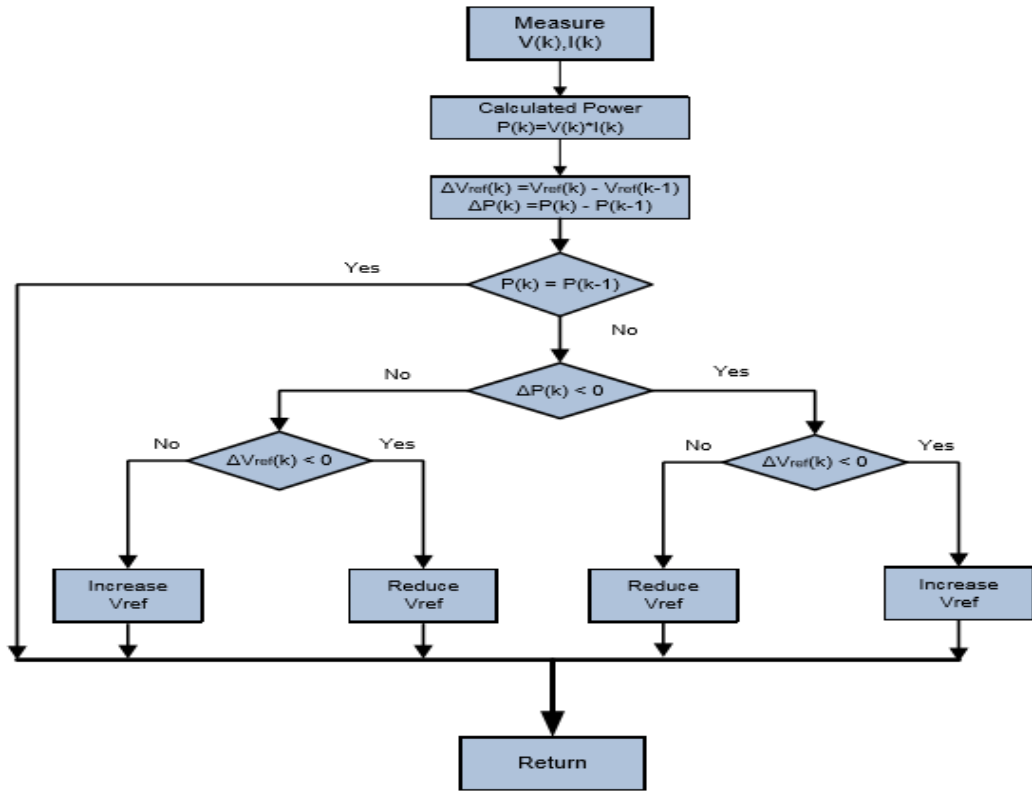 Measure
V(k),I(k)
Calculated Power
P(k)=V(k)*I(k)
ΔVref(k) =Vref(k) - Vref(k-1)
ΔP(k) =P(k) - P(k-1)
Yes
P(k) = P(k-1)
No
No
ΔP(k) < 0
Yes
No
ΔVref(k) < 0
Yes
No
ΔVref(k) < 0
Yes
Increase
Vref
Reduce
Vref
Reduce
Vref
Increase
Vref
Return